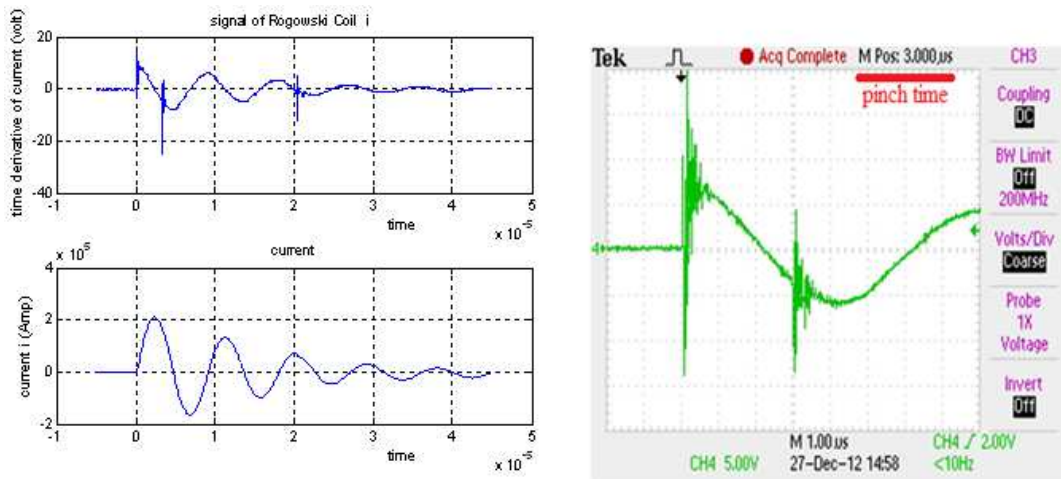 signal of Rogowski Coil i
time derivative of current (volt)
20
0
-20
-40
-1 0 1 2 3 4 5
time
x 10^-5
current
x 10^5
current i (Amp)
4
2
0
-2
-1 0 1 2 3 4 5
time
x 10^-5
Tek Acq Complete M Pos: 3.000µs CH3
pinch time
Coupling
DC
BW Limit
Off
200MHz
Volts/Div
Coarse
4
Probe
1X
Voltage
Invert
Off
M 1.00µs CH4 / 2.00V
CH4 5.00V 27-Dec-12 14:58 <10Hz